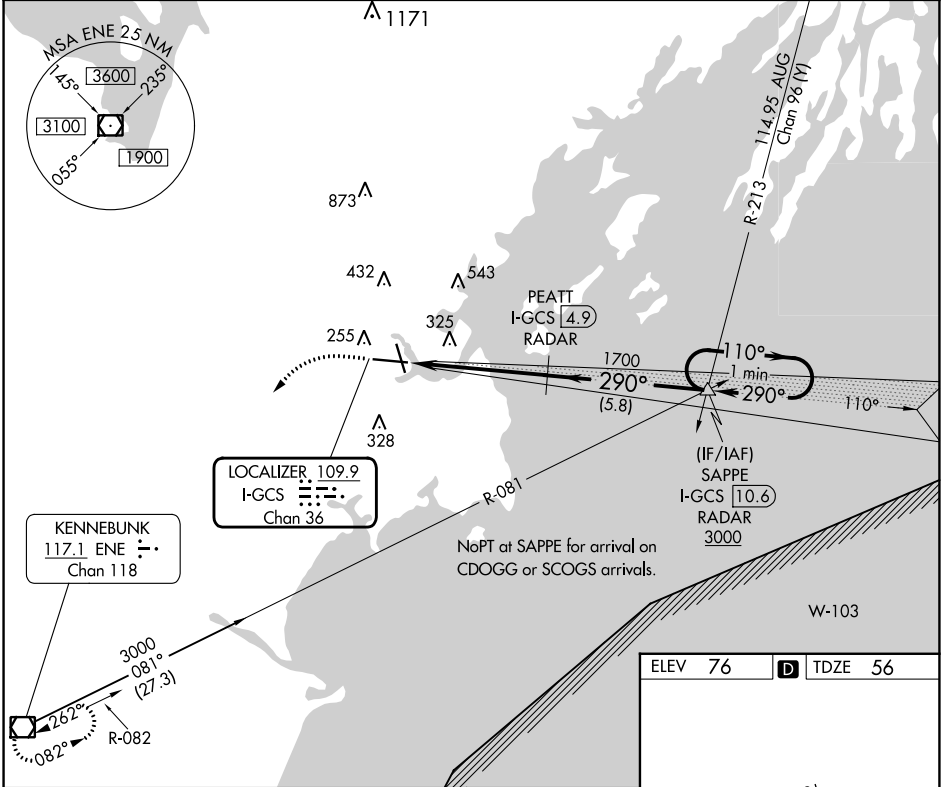 1171
MSA ENE 25 NM
145°
3600
235°
3100
1900
055°
114.95 AUG
Chan 96 (Y)
R-213
873
432
543
255
325
PEATT
I-GCS 4.9
RADAR
1700
290°
(5.8)
110°
1 min
290°
110°
328
LOCALIZER 109.9
I-GCS
Chan 36
(IF/IAF)
SAPPE
I-GCS 10.6
RADAR
3000
R-081
KENNEBUNK
117.1 ENE
Chan 118
NoPT at SAPPE for arrival on
CDOGG or SCOGS arrivals.
W-103
3000
081°
(27.3)
262°
082°
R-082
ELEV 76
D
TDZE 56